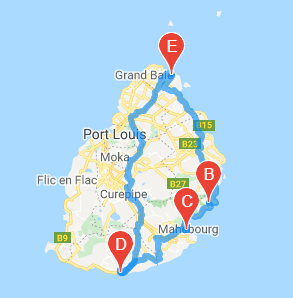 E
Grand Baie
B15
Port Louis
B23
Moka
B
Flic en Flac
B27
Curepipe
C
Mahebourg
B9
D